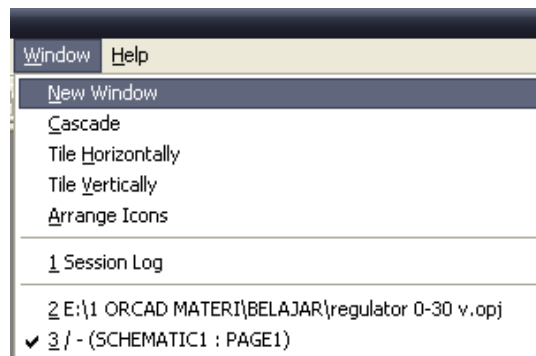 Window Help
New Window
Cascade
Tile Horizontally
Tile Vertically
Arrange Icons
1 Session Log
2 E:\1 ORCAD MATERI\BELAJAR\regulator 0-30 v.opj
✔ 3 / - (SCHEMATIC1 : PAGE1)